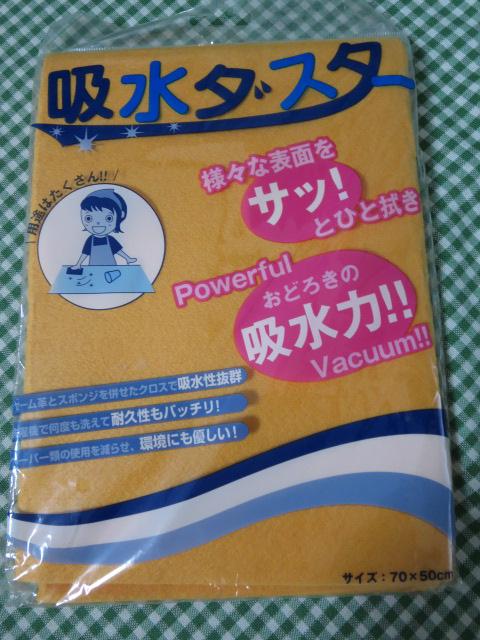 吸水ダスター
用途はたくさん!!
様々な表面を
サッ!
とひと拭き
Powerful
おどろきの
吸水力!!
Vacuum!!
ーム革とスポンジを併せたクロスで吸水性抜群
機で何度も洗えて耐久性もバッチリ!
ーパー類の使用を減らせ、環境にも優しい!
サイズ:70×50cm